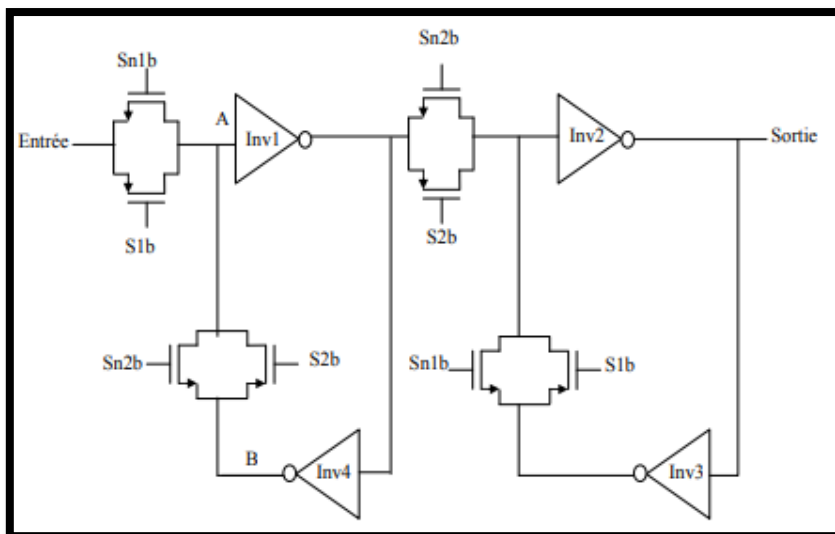 Sn2b
Sn1b
A
Entrée
Inv1
Inv2
Sortie
S1b
S2b
Sn2b
S2b
Sn1b
S1b
B
Inv4
Inv3